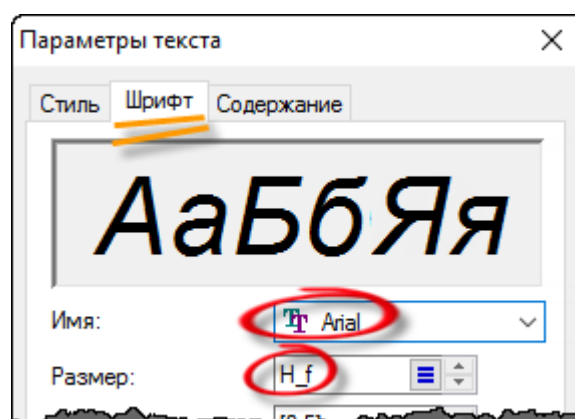 Параметры текста
Стиль Шрифт Содержание
АаБбЯя
Имя: Arial
Размер: H_f